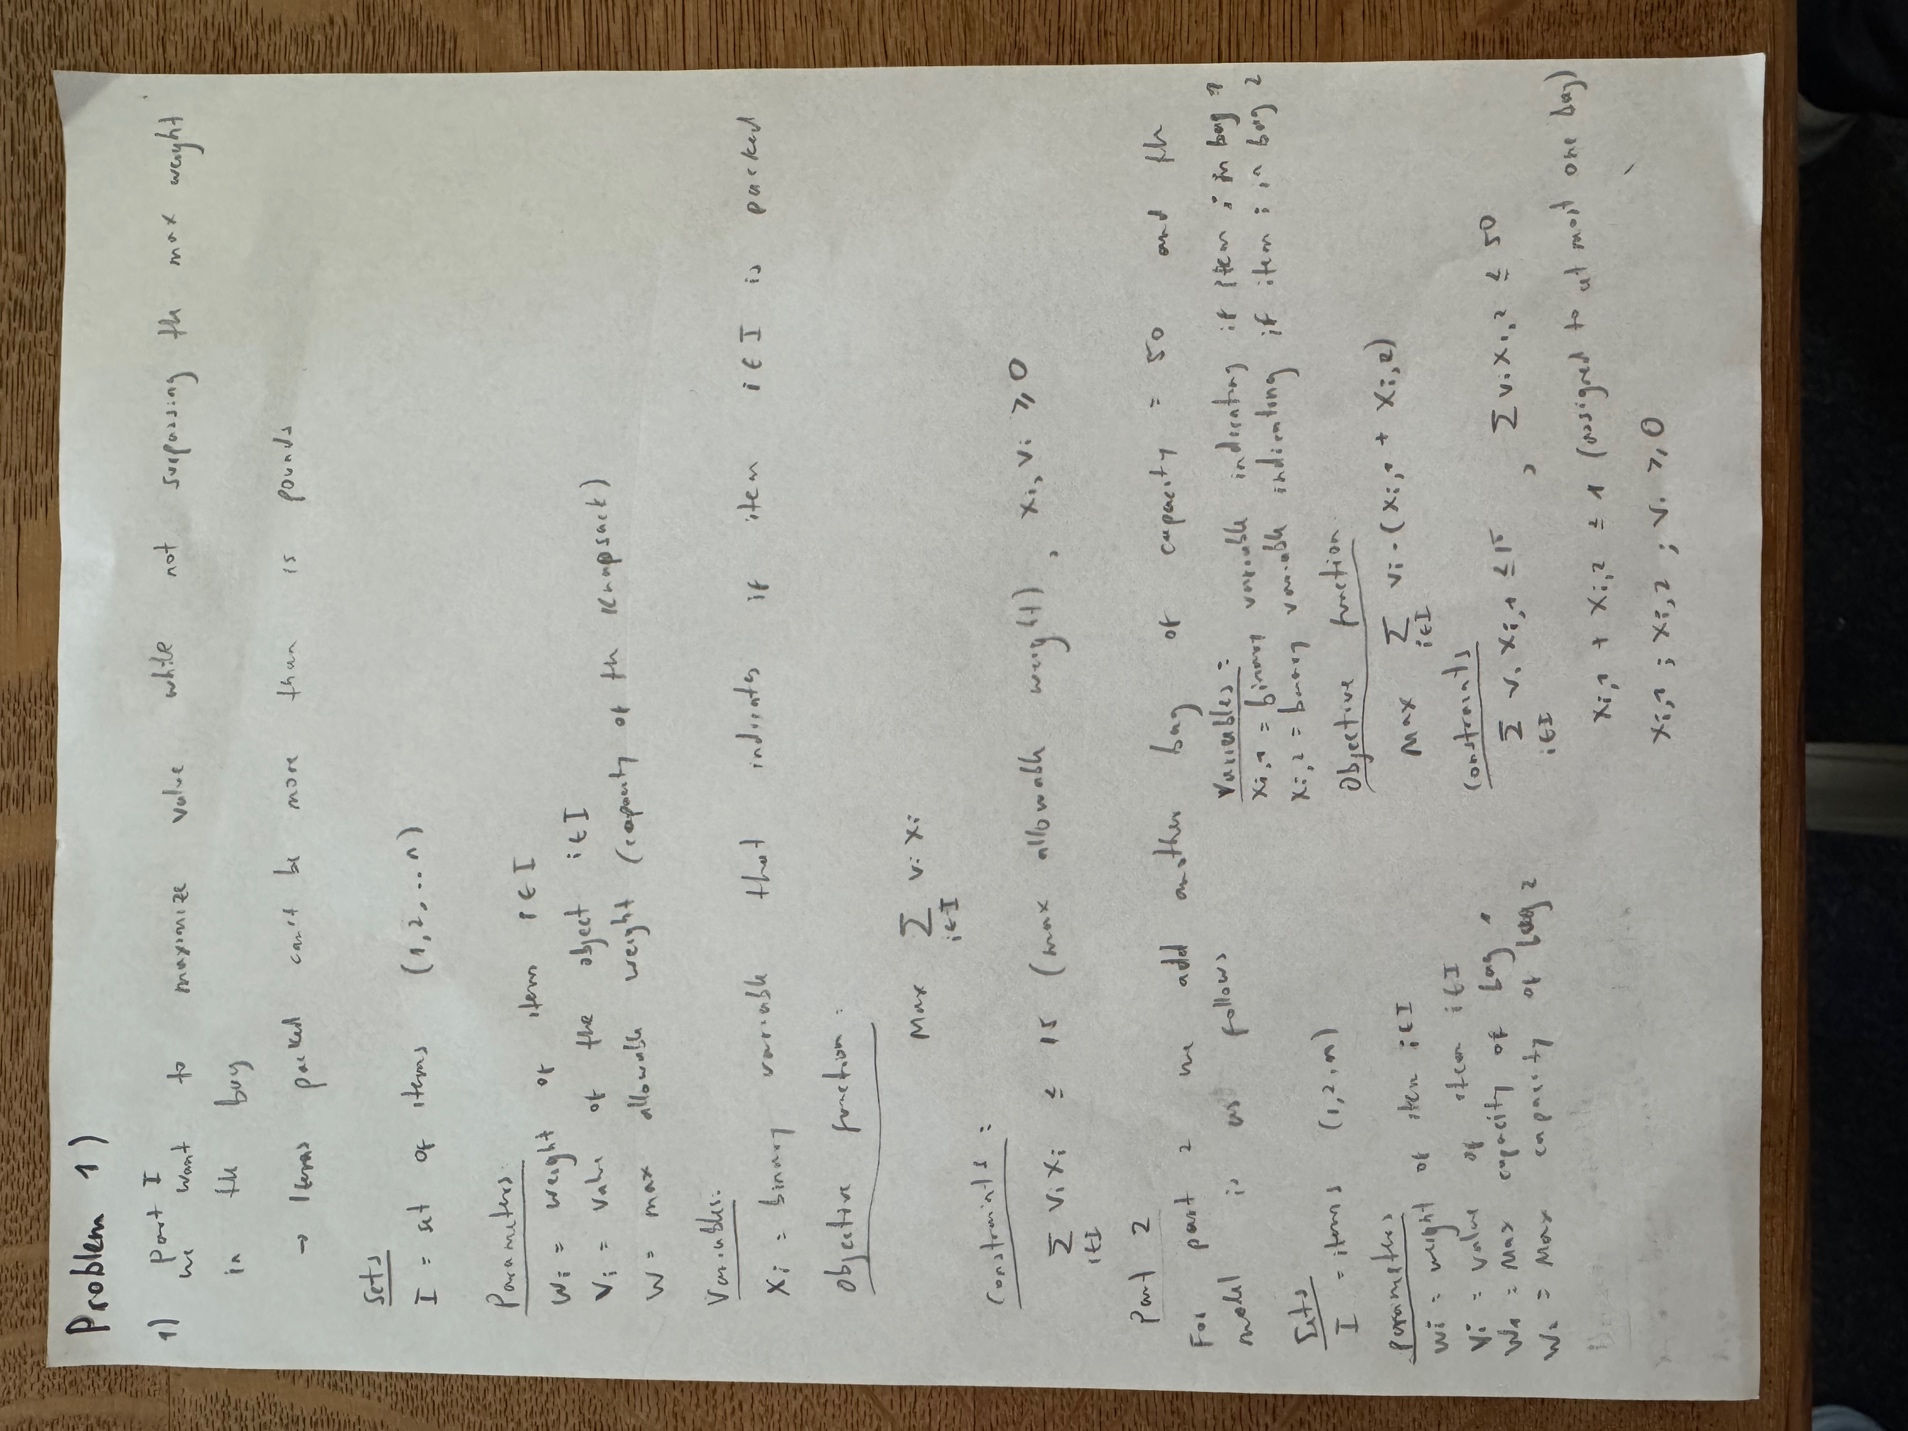 Problem 1)
1) Part I
we want to maximize value while not surpassing the max weight
in the bag
→ Items packed can't be more than 15 pounds
Sets
I = set of items (1,2,...n)
Parameters:
Wi = weight of item i ∈ I
Vi = value of the object i ∈ I
W = max allowable weight (capacity of the Knapsack)
Variables:
Xi = binary variable that indicates if item i ∈ I is packed
Objective function:
Max Σ i∈I Vi Xi
Constraints:
Σ i∈I Vi Xi ≤ 15 (max allowable weight), Xi, Vi ≥ 0
Part 2
For part 2 we add another bag of capacity = 50 and the
model is as follows
Sets
I = items (1,2,n)
Parameters
Wi = weight of item i ∈ I
Vi = value of item i ∈ I
W1 = Max capacity of bag 1
W2 = Max capacity of bag 2
Variables:
Xi,1 = binary variable indicating if item i in bag 1
Xi,2 = binary variable indicating if item i in bag 2
Objective function
Max Σ i∈I Vi · (Xi,1 + Xi,2)
Constraints
Σ i∈I Vi Xi,1 ≤ 15 , Σ Vi Xi,2 ≤ 50
Xi,1 + Xi,2 ≤ 1 (assigned to at most one bag)
Xi,1 ; Xi,2 ; Vi ≥ 0